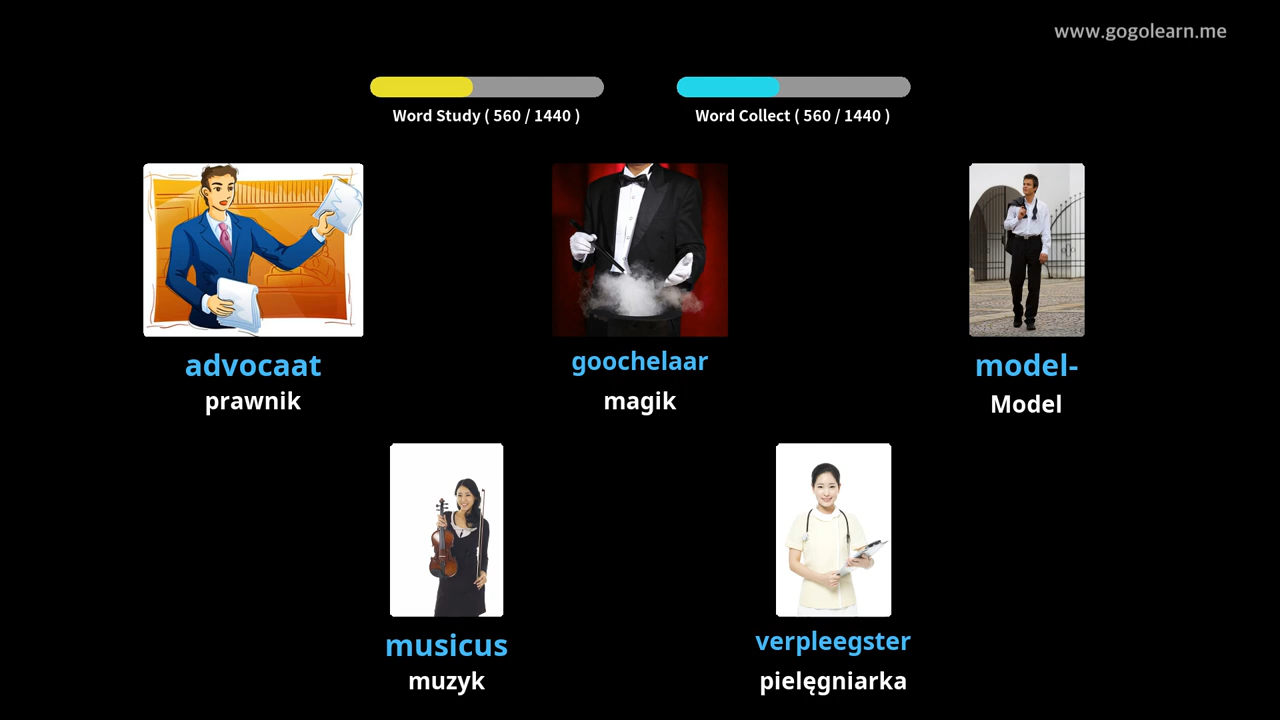 www.gogolearn.me
Word Study ( 560 / 1440 )
Word Collect ( 560 / 1440 )
advocaat
prawnik
goochelaar
magik
model-
Model
musicus
muzyk
verpleegster
pielęgniarka